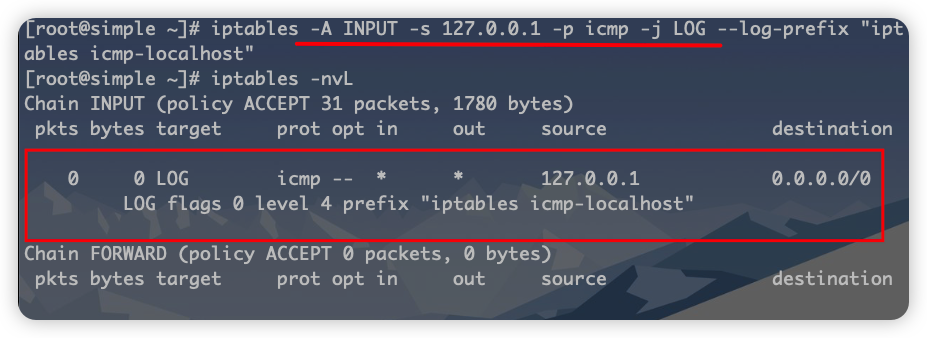 [root@simple ~]# iptables -A INPUT -s 127.0.0.1 -p icmp -j LOG --log-prefix "ipt
ables icmp-localhost"
[root@simple ~]# iptables -nvL
Chain INPUT (policy ACCEPT 31 packets, 1780 bytes)
 pkts bytes target     prot opt in     out     source               destination
    0     0 LOG        icmp --  *      *       127.0.0.1            0.0.0.0/0
        LOG flags 0 level 4 prefix "iptables icmp-localhost"
Chain FORWARD (policy ACCEPT 0 packets, 0 bytes)
 pkts bytes target     prot opt in     out     source               destination